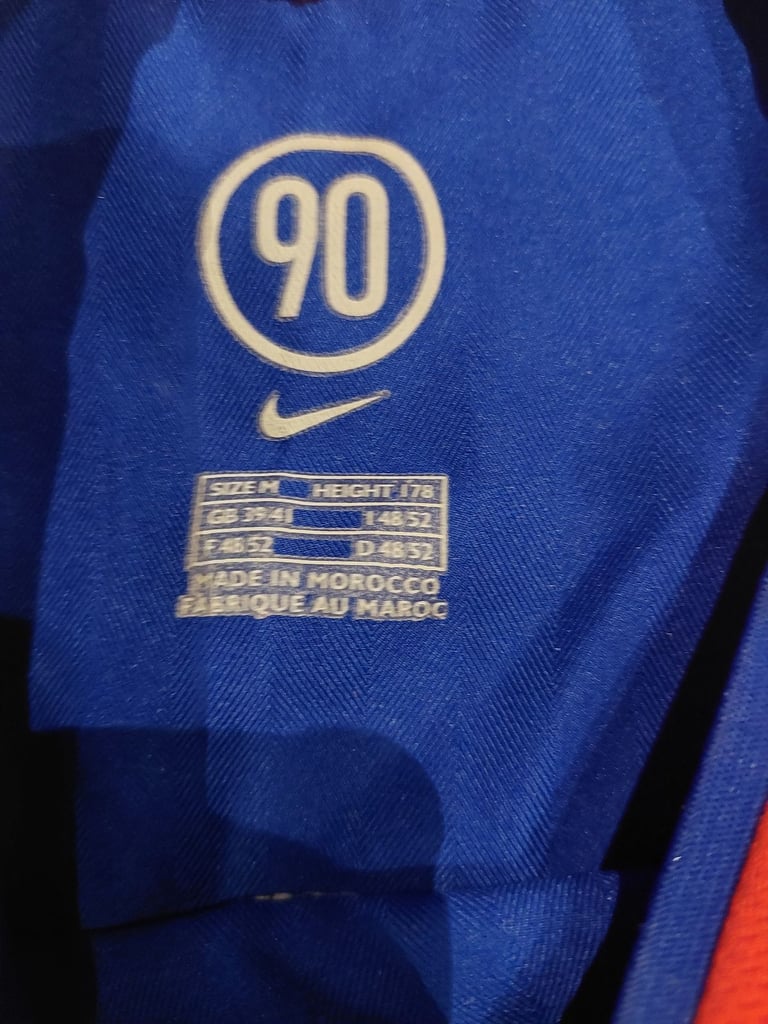 90
SIZE M HEIGHT 178
GB 39/41 I 48 52
F 48 52 D 48 52
MADE IN MOROCCO
FABRIQUE AU MAROC